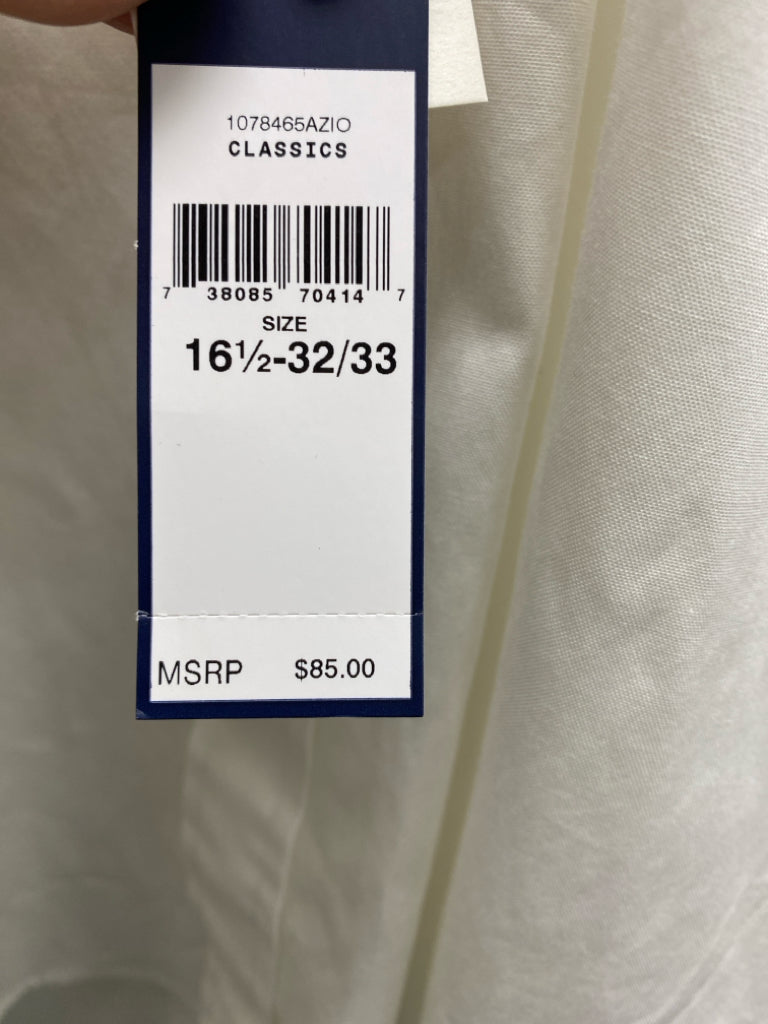 1078465AZIO
CLASSICS
7 38085 70414 7
SIZE
16½-32/33
MSRP $85.00